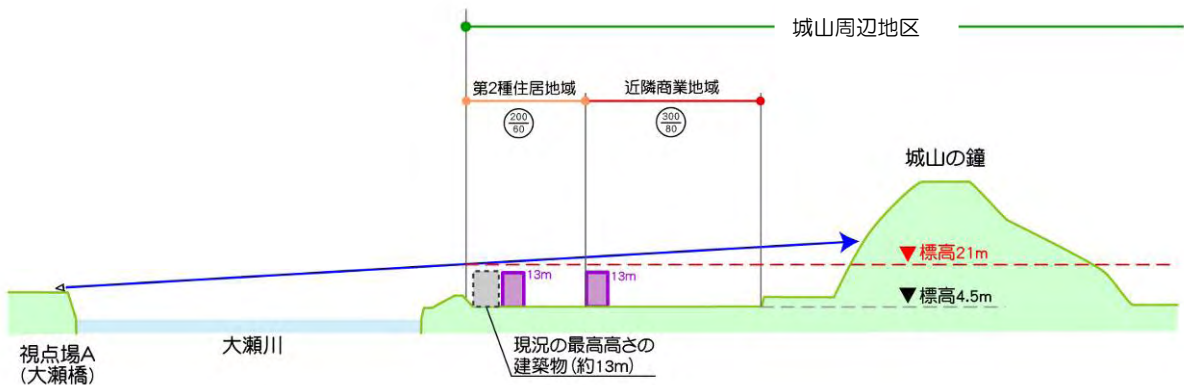 城山周辺地区
第2種住居地域
近隣商業地域
200
60
300
80
城山の鐘
▼標高21m
13m
13m
▼標高4.5m
視点場A
(大瀬橋)
大瀬川
現況の最高高さの
建築物(約13m)